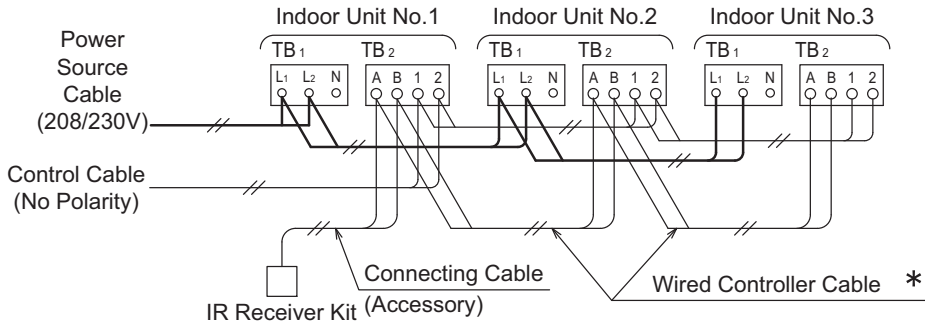 Indoor Unit No.1
Indoor Unit No.2
Indoor Unit No.3
Power
Source
Cable
(208/230V)
TB1
L1 L2 N
TB2
A B 1 2
TB1
L1 L2 N
TB2
A B 1 2
TB1
L1 L2 N
TB2
A B 1 2
Control Cable
(No Polarity)
IR Receiver Kit
Connecting Cable
(Accessory)
Wired Controller Cable *